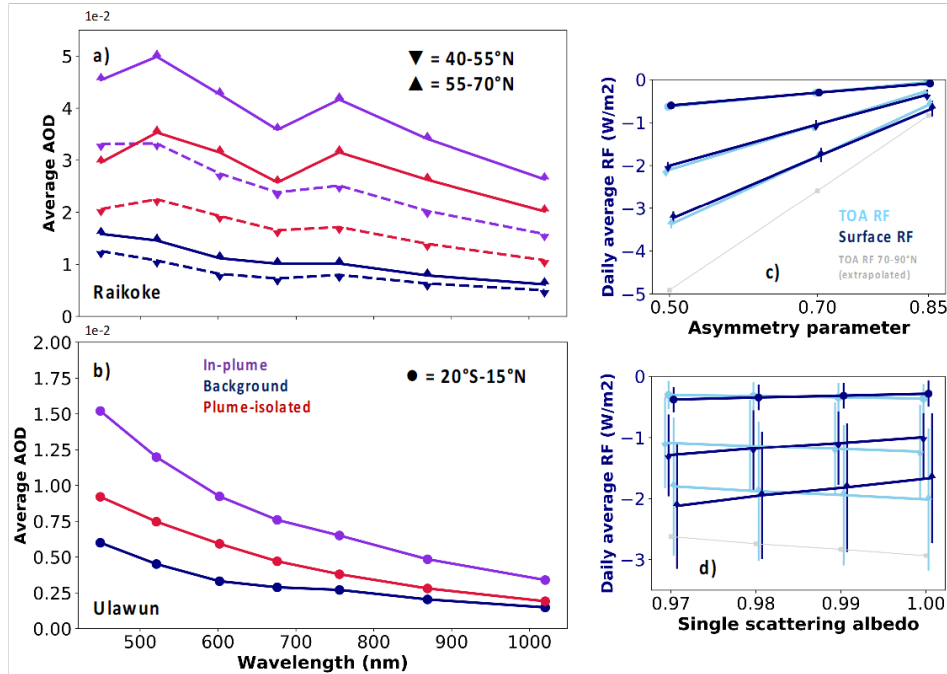 1e-2
a)
▼ = 40-55°N
▲ = 55-70°N
5
4
3
2
1
0
Average AOD
Raikoke
1e-2
b)
In-plume
Background
Plume-isolated
● = 20°S-15°N
2.00
1.75
1.50
1.25
1.00
0.75
0.50
0.25
0.00
Average AOD
Ulawun
500
600
700
800
900
1000
Wavelength (nm)
0
−1
−2
−3
−4
−5
Daily average RF (W/m2)
TOA RF
Surface RF
TOA RF 70-90°N
(extrapolated)
c)
0.50
0.70
0.85
Asymmetry parameter
0
−1
−2
−3
Daily average RF (W/m2)
d)
0.97
0.98
0.99
1.00
Single scattering albedo